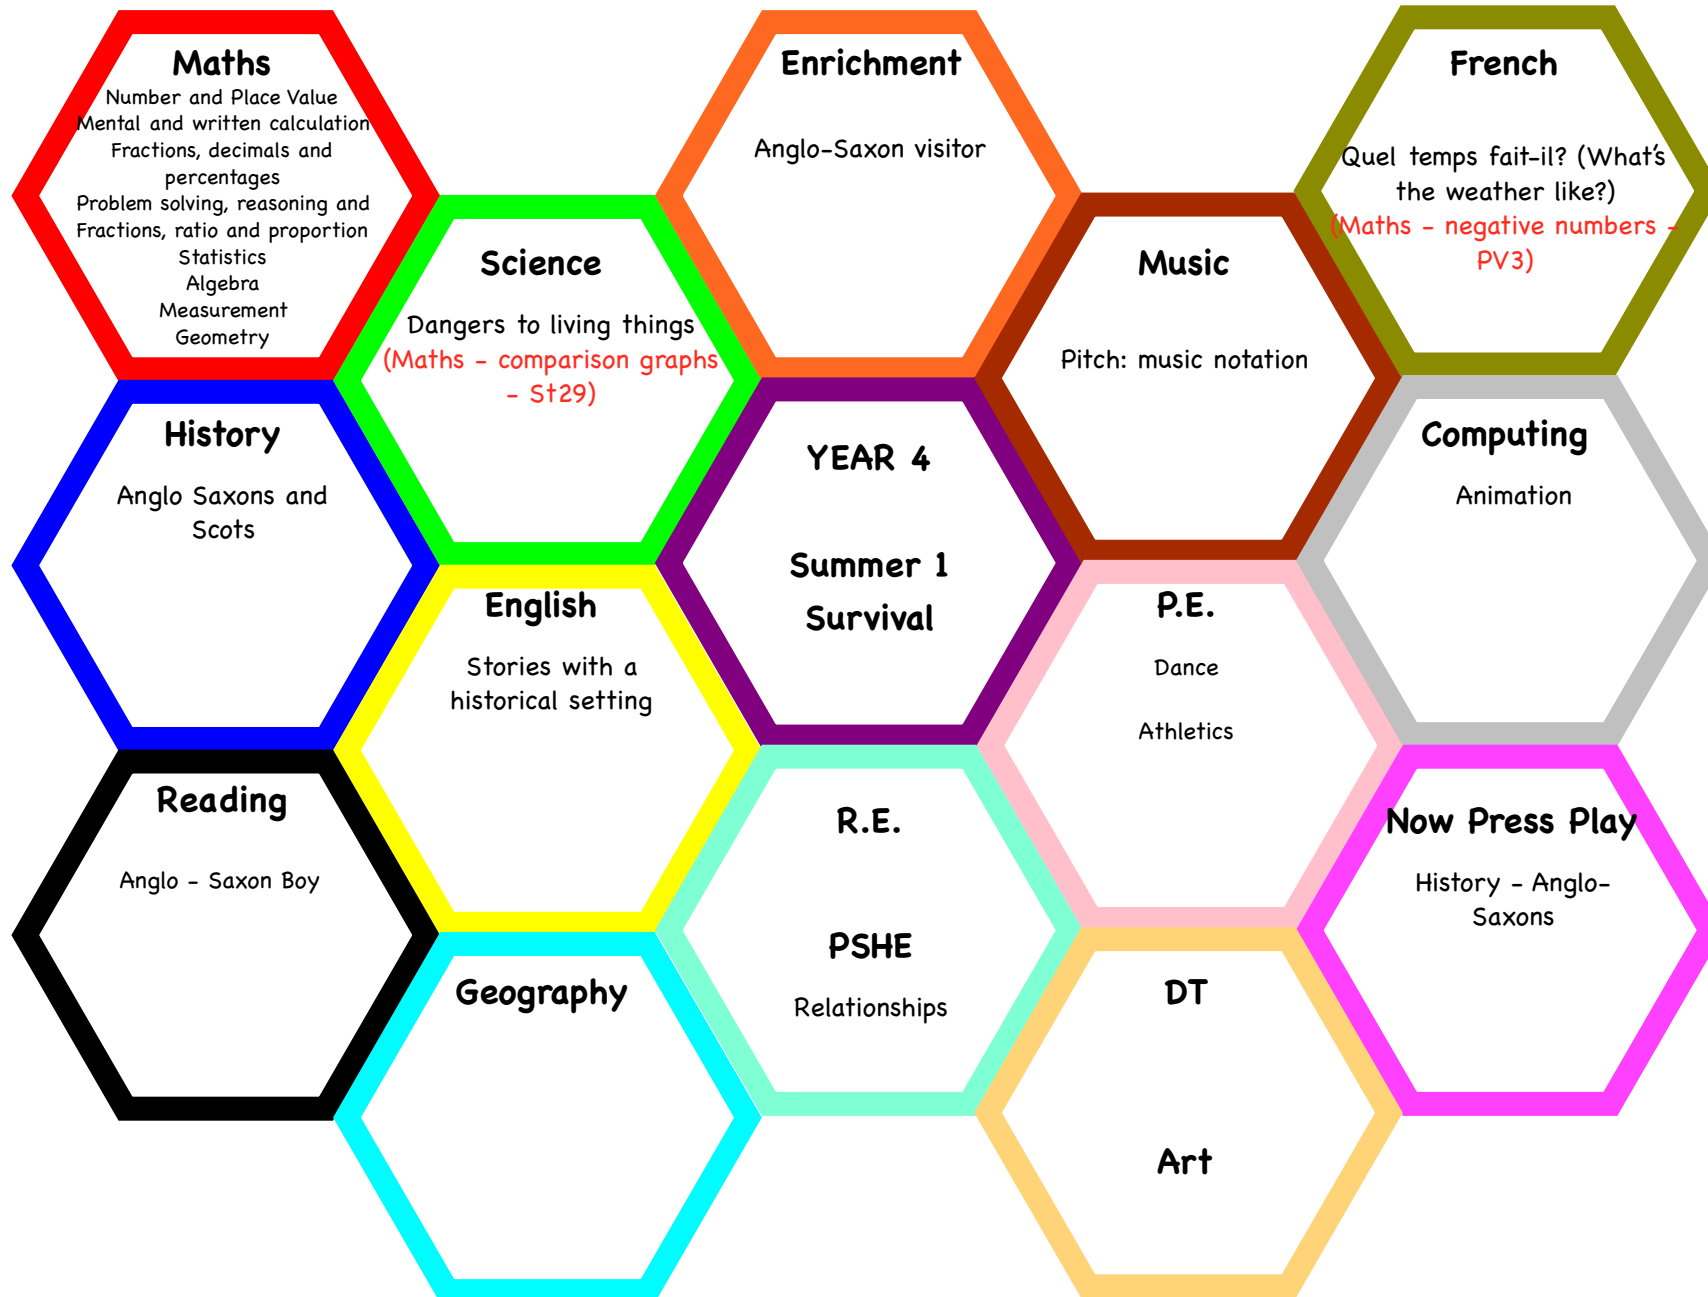 Maths
Number and Place Value
Mental and written calculation
Fractions, decimals and
percentages
Problem solving, reasoning and
Fractions, ratio and proportion
Statistics
Algebra
Measurement
Geometry
Enrichment
Anglo-Saxon visitor
French
Quel temps fait-il? (What's
the weather like?)
(Maths - negative numbers -
PV3)
Science
Dangers to living things
(Maths - comparison graphs
- St29)
Music
Pitch: music notation
History
Anglo Saxons and
Scots
YEAR 4
Summer 1
Survival
Computing
Animation
English
Stories with a
historical setting
P.E.
Dance
Athletics
Reading
Anglo - Saxon Boy
R.E.
PSHE
Relationships
Now Press Play
History - Anglo-
Saxons
Geography
DT
Art